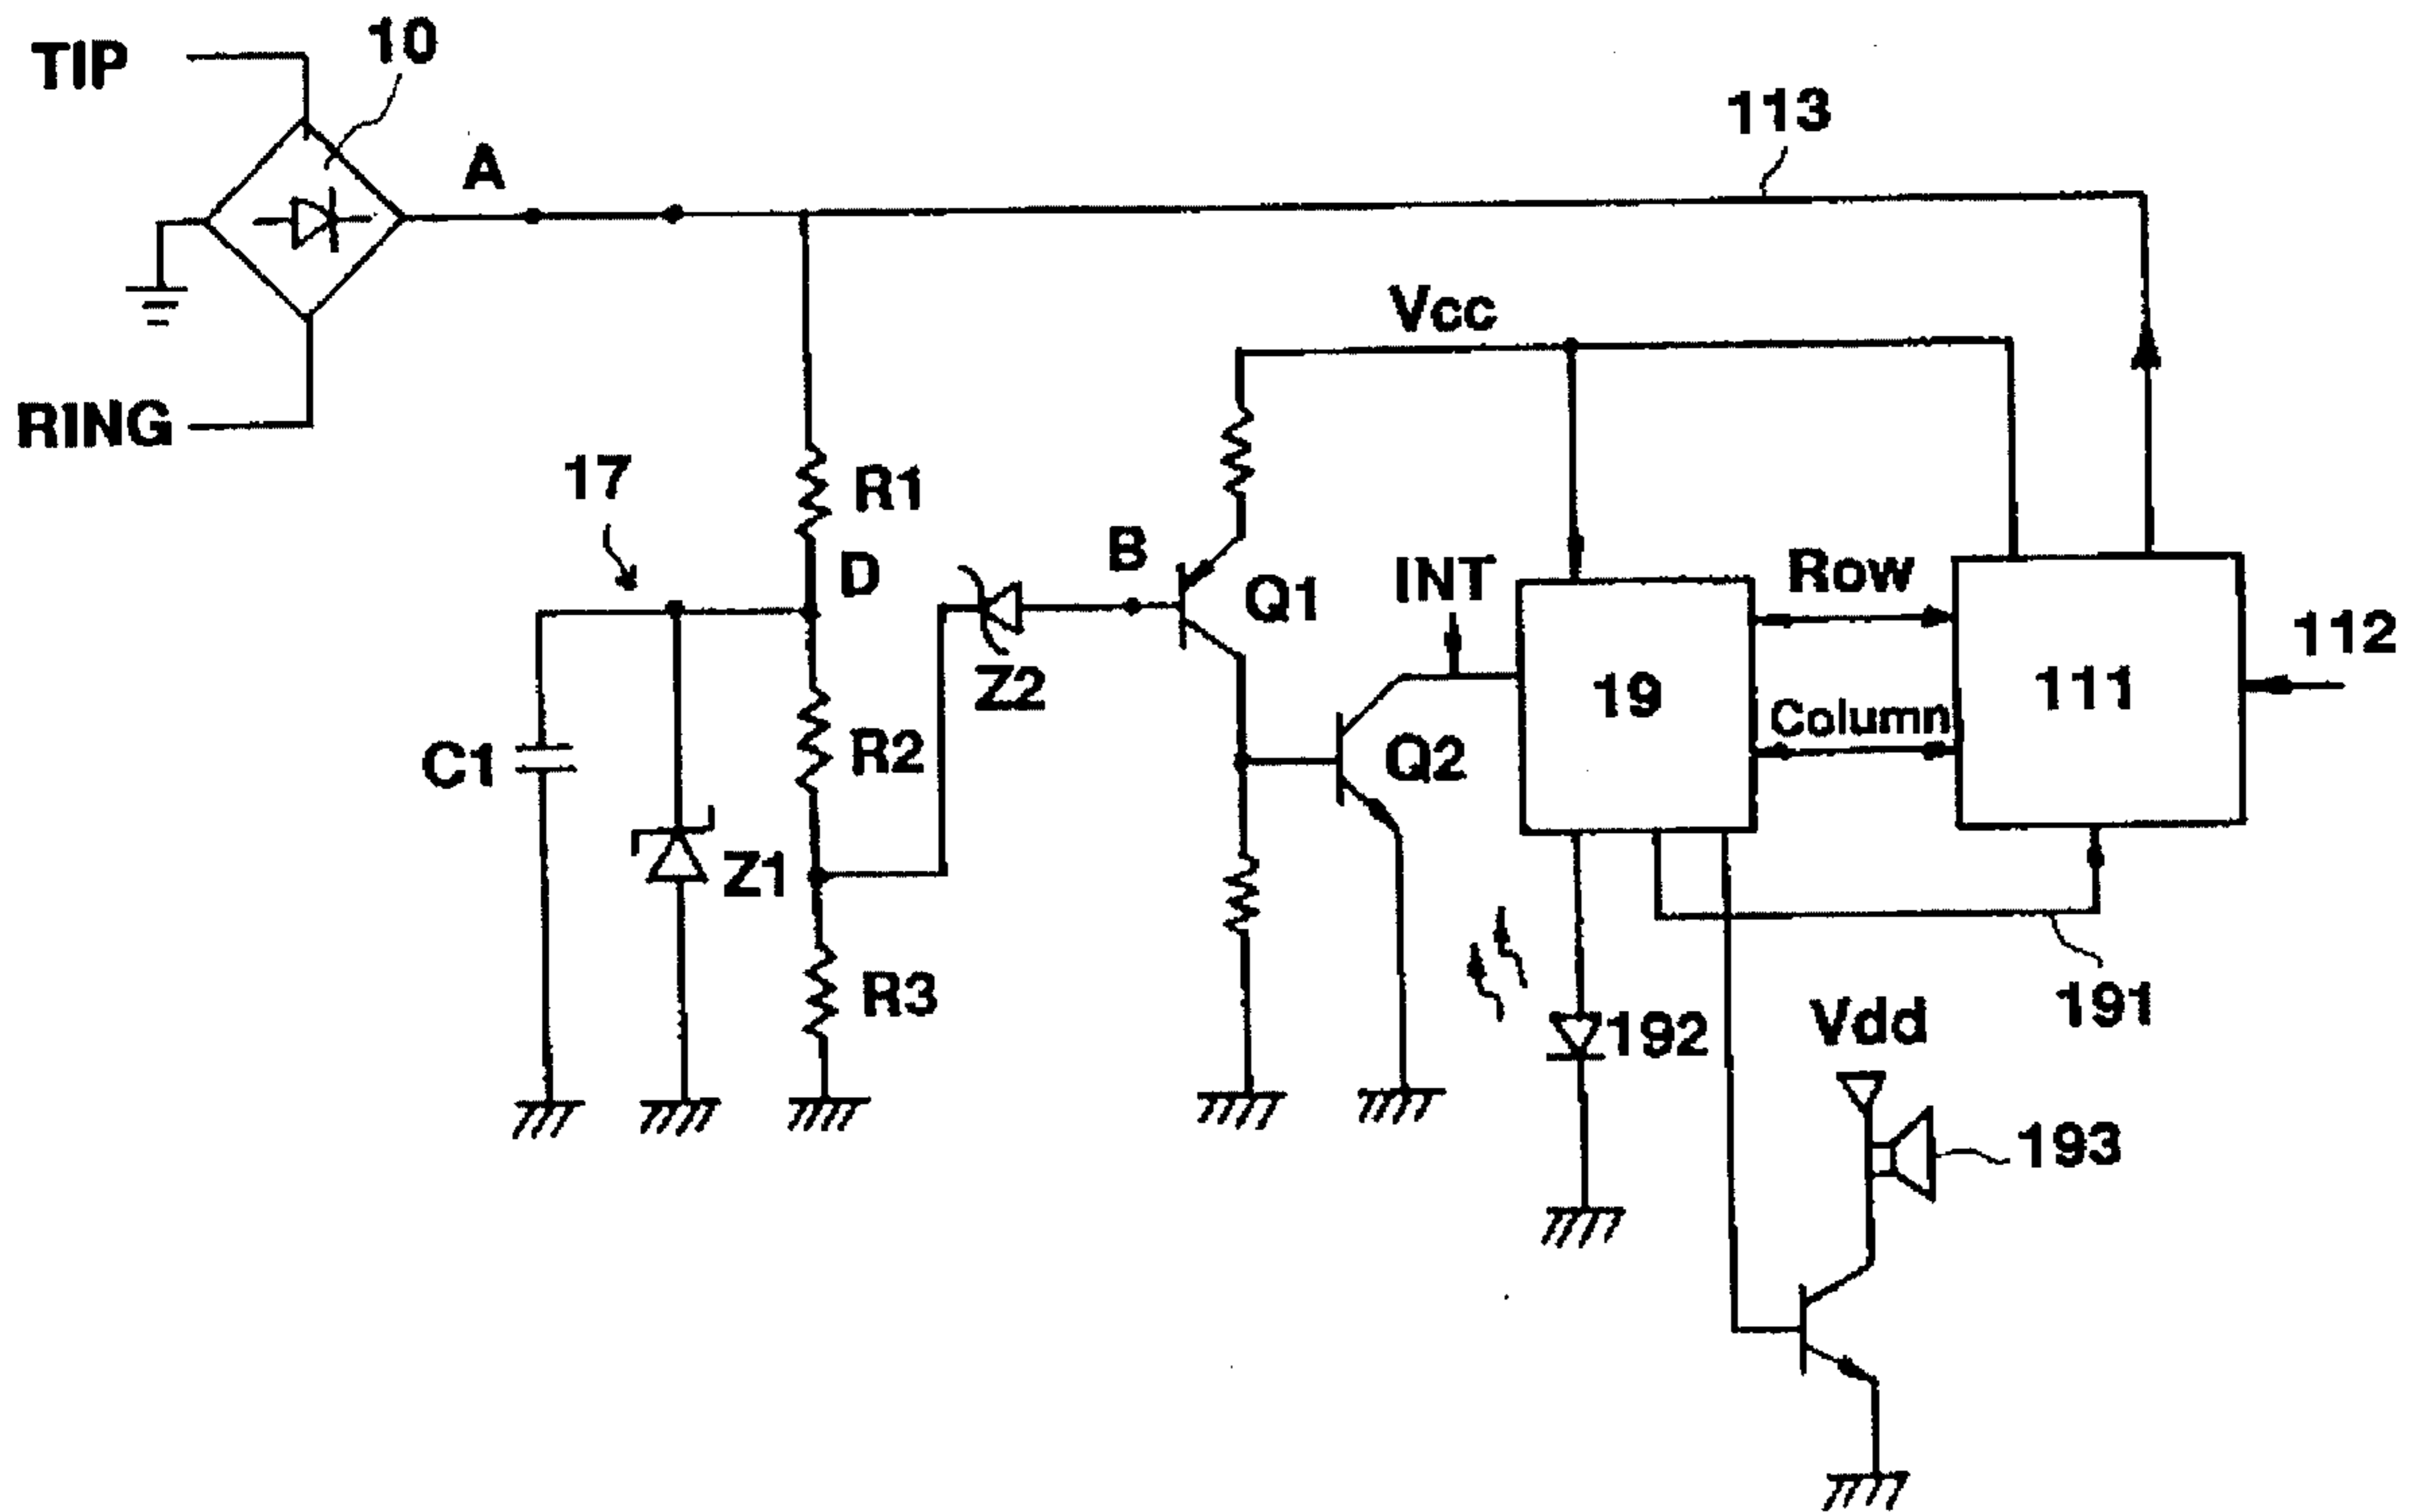 TIP
10
113
A
Vcc
RING
17
R1
D
B
Q1
INT
Row
112
Z2
19
111
Column
C1
R2
Q2
Z1
R3
191
192
Vdd
193